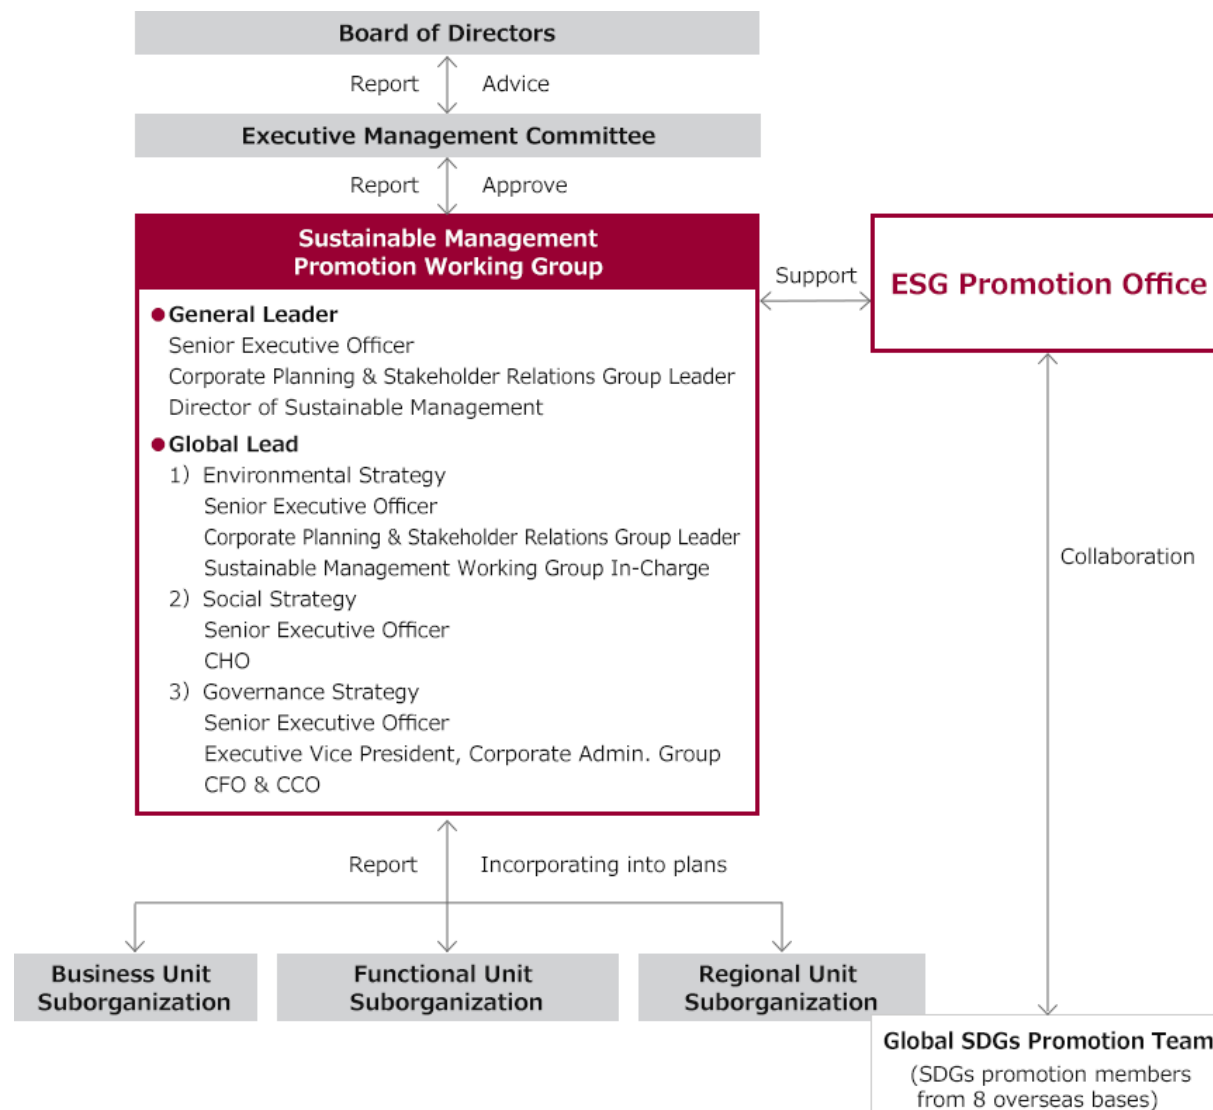 Board of Directors
Report Advice
Executive Management Committee
Report Approve
Sustainable Management
Promotion Working Group
●General Leader
Senior Executive Officer
Corporate Planning & Stakeholder Relations Group Leader
Director of Sustainable Management
●Global Lead
1) Environmental Strategy
Senior Executive Officer
Corporate Planning & Stakeholder Relations Group Leader
Sustainable Management Working Group In-Charge
2) Social Strategy
Senior Executive Officer
CHO
3) Governance Strategy
Senior Executive Officer
Executive Vice President, Corporate Admin. Group
CFO & CCO
Support
ESG Promotion Office
Collaboration
Report Incorporating into plans
Business Unit
Suborganization
Functional Unit
Suborganization
Regional Unit
Suborganization
Global SDGs Promotion Team
(SDGs promotion members
from 8 overseas bases)